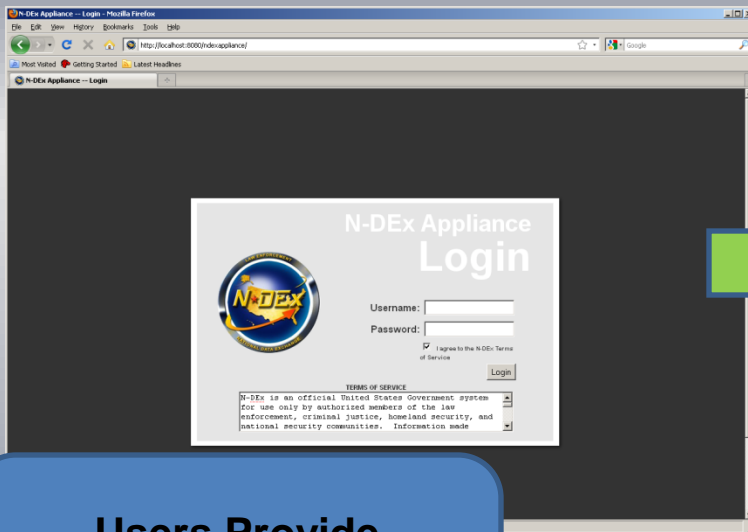 N-DEx Appliance -- Login - Mozilla Firefox
File Edit View History Bookmarks Tools Help
http://localhost:8080/ndexappliance/
Google
Most Visited Getting Started Latest Headlines
N-DEx Appliance -- Login
N-DEx Appliance
Login
N-DEx
Username:
Password:
I agree to the N-DEx Terms
of Service
Login
TERMS OF SERVICE
N-DEx is an official United States Government system
for use only by authorized members of the law
enforcement, criminal justice, homeland security, and
national security communities. Information made
Users Provide